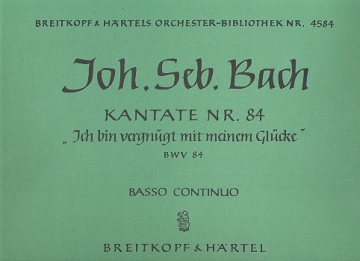 BREITKOPF & HÄRTELS ORCHESTER-BIBLIOTHEK NR. 4584
Joh. Seb. Bach
KANTATE NR. 84
„Ich bin vergnügt mit meinem Glücke"
BWV 84
BASSO CONTINUO
BREITKOPF & HÄRTEL